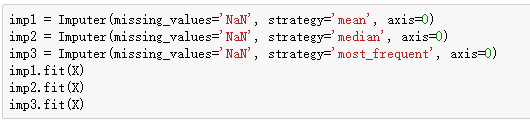 imp1 = Imputer(missing_values='NaN', strategy='mean', axis=0)
imp2 = Imputer(missing_values='NaN', strategy='median', axis=0)
imp3 = Imputer(missing_values='NaN', strategy='most_frequent', axis=0)
imp1.fit(X)
imp2.fit(X)
imp3.fit(X)